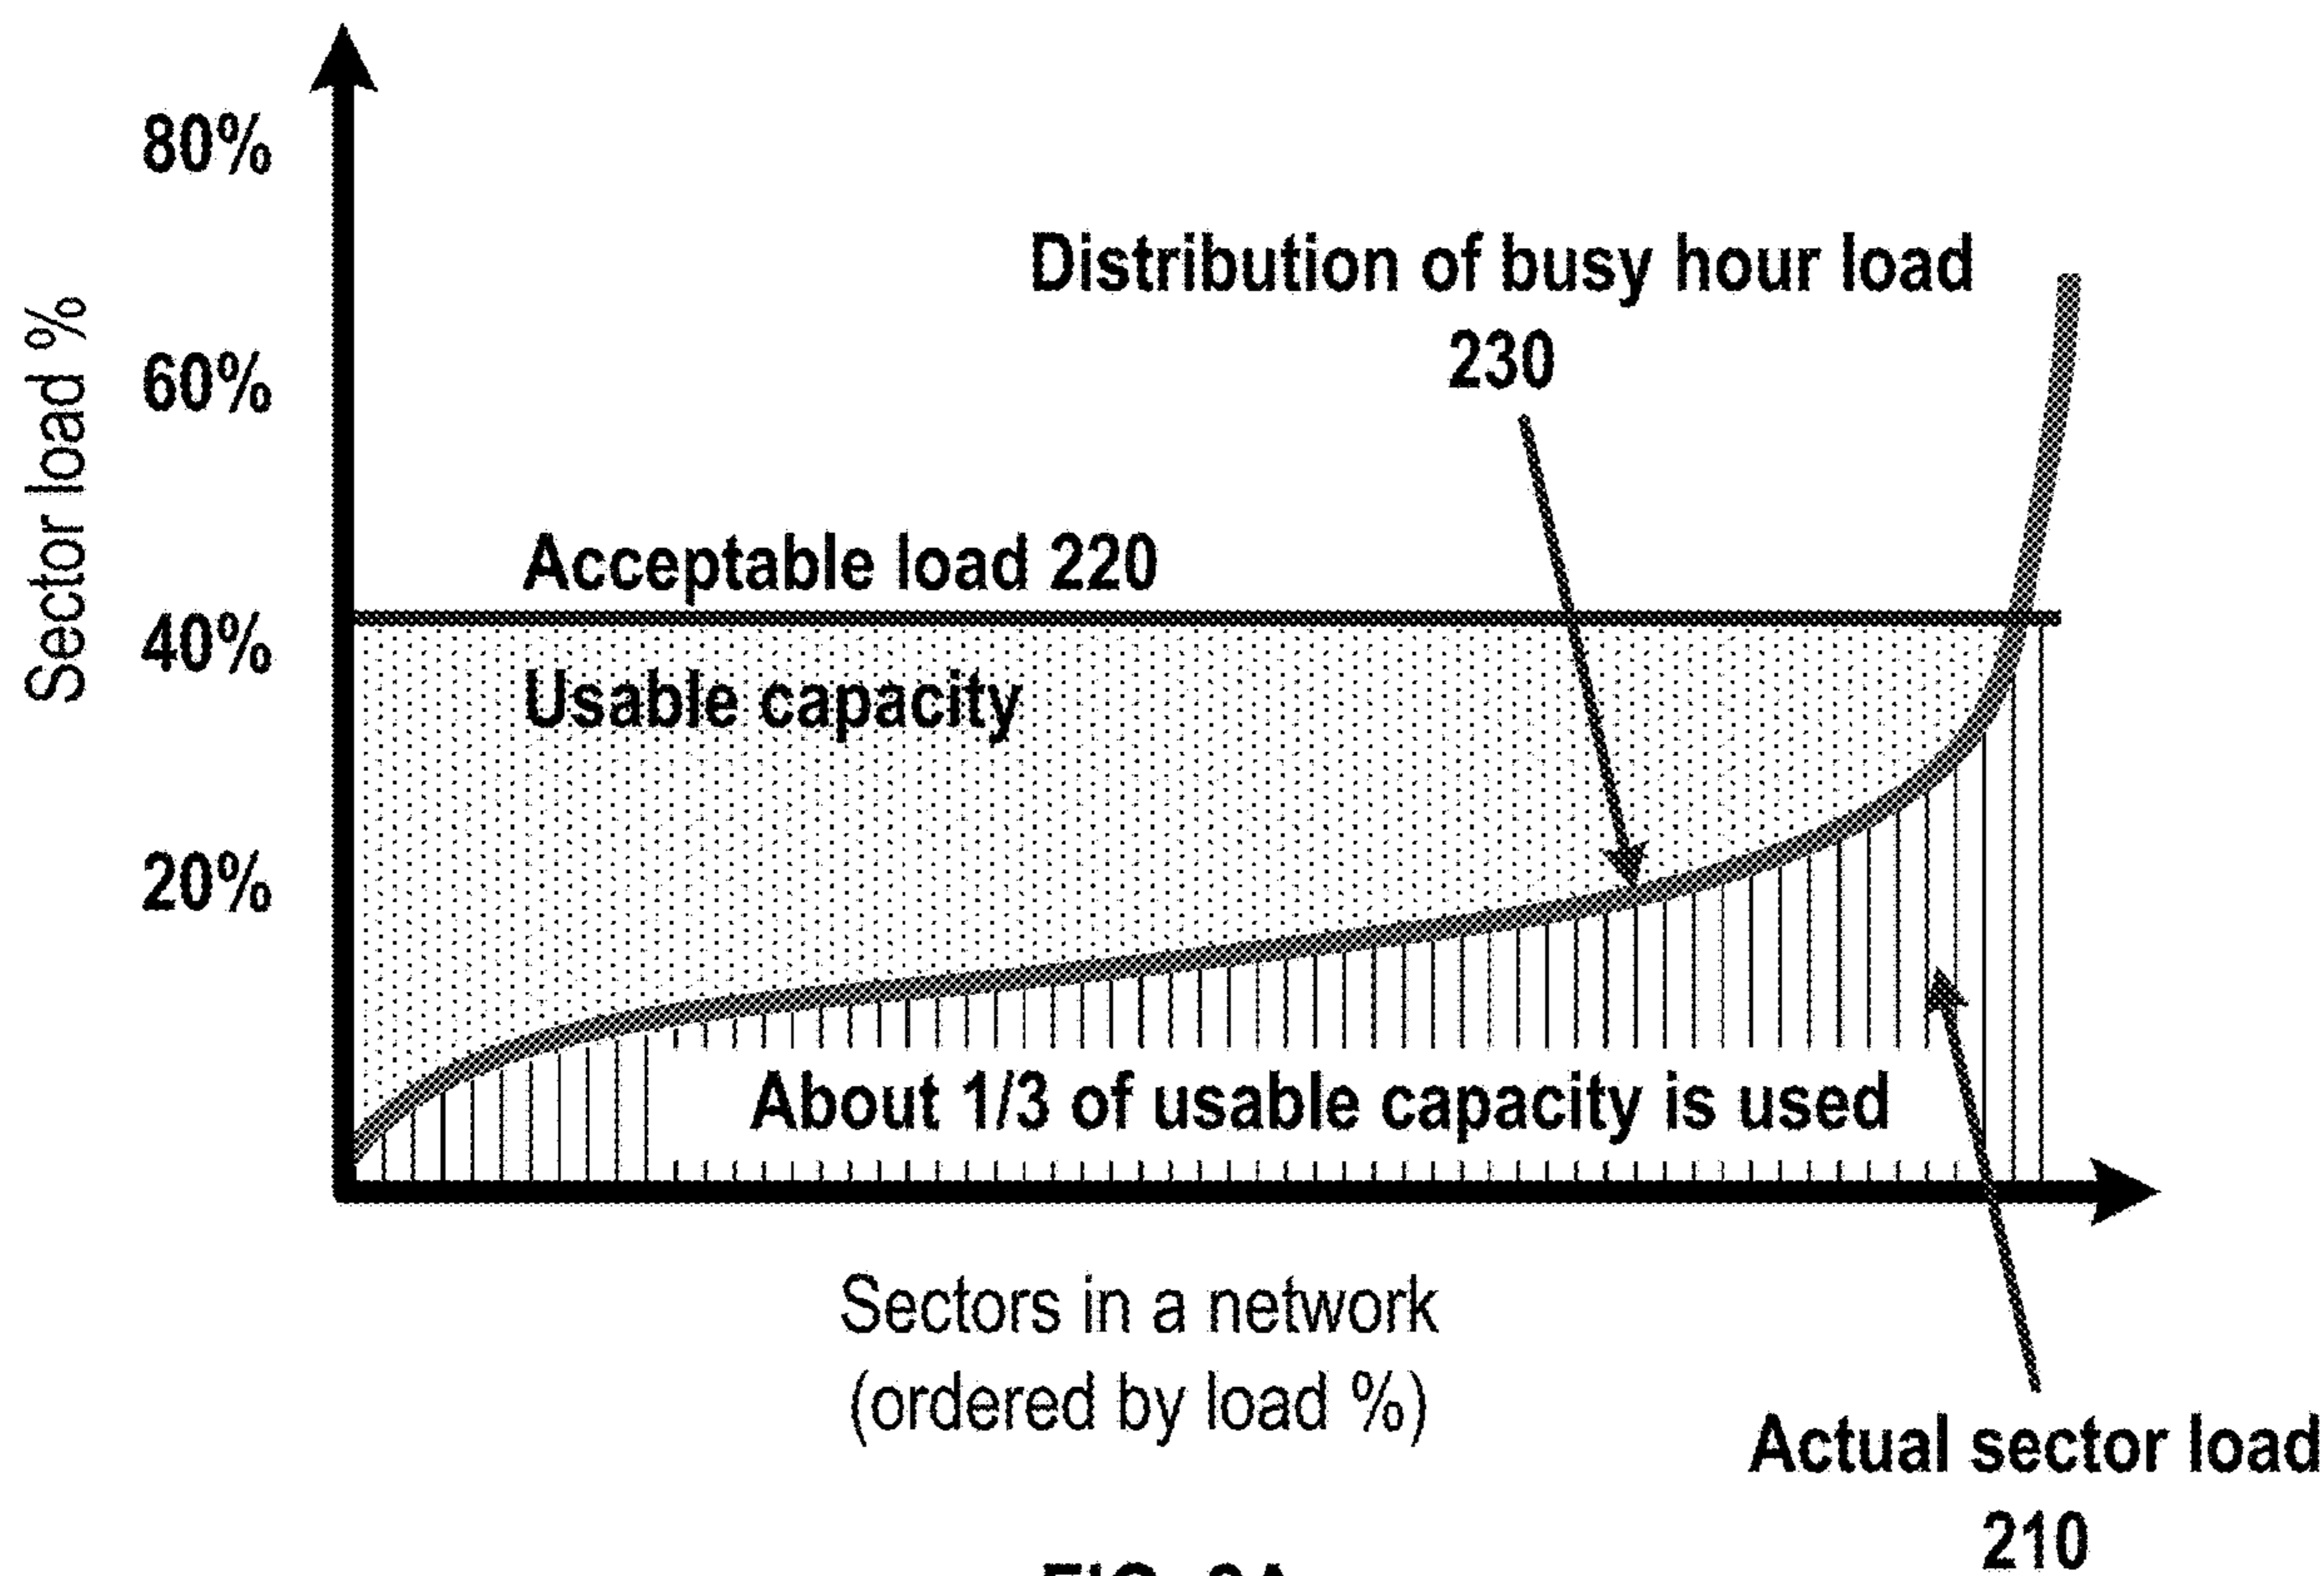 80%
Distribution of busy hour load
230
60%
Sector load %
Acceptable load 220
40%
Usable capacity
20%
About 1/3 of usable capacity is used
Sectors in a network
(ordered by load %)
Actual sector load
210